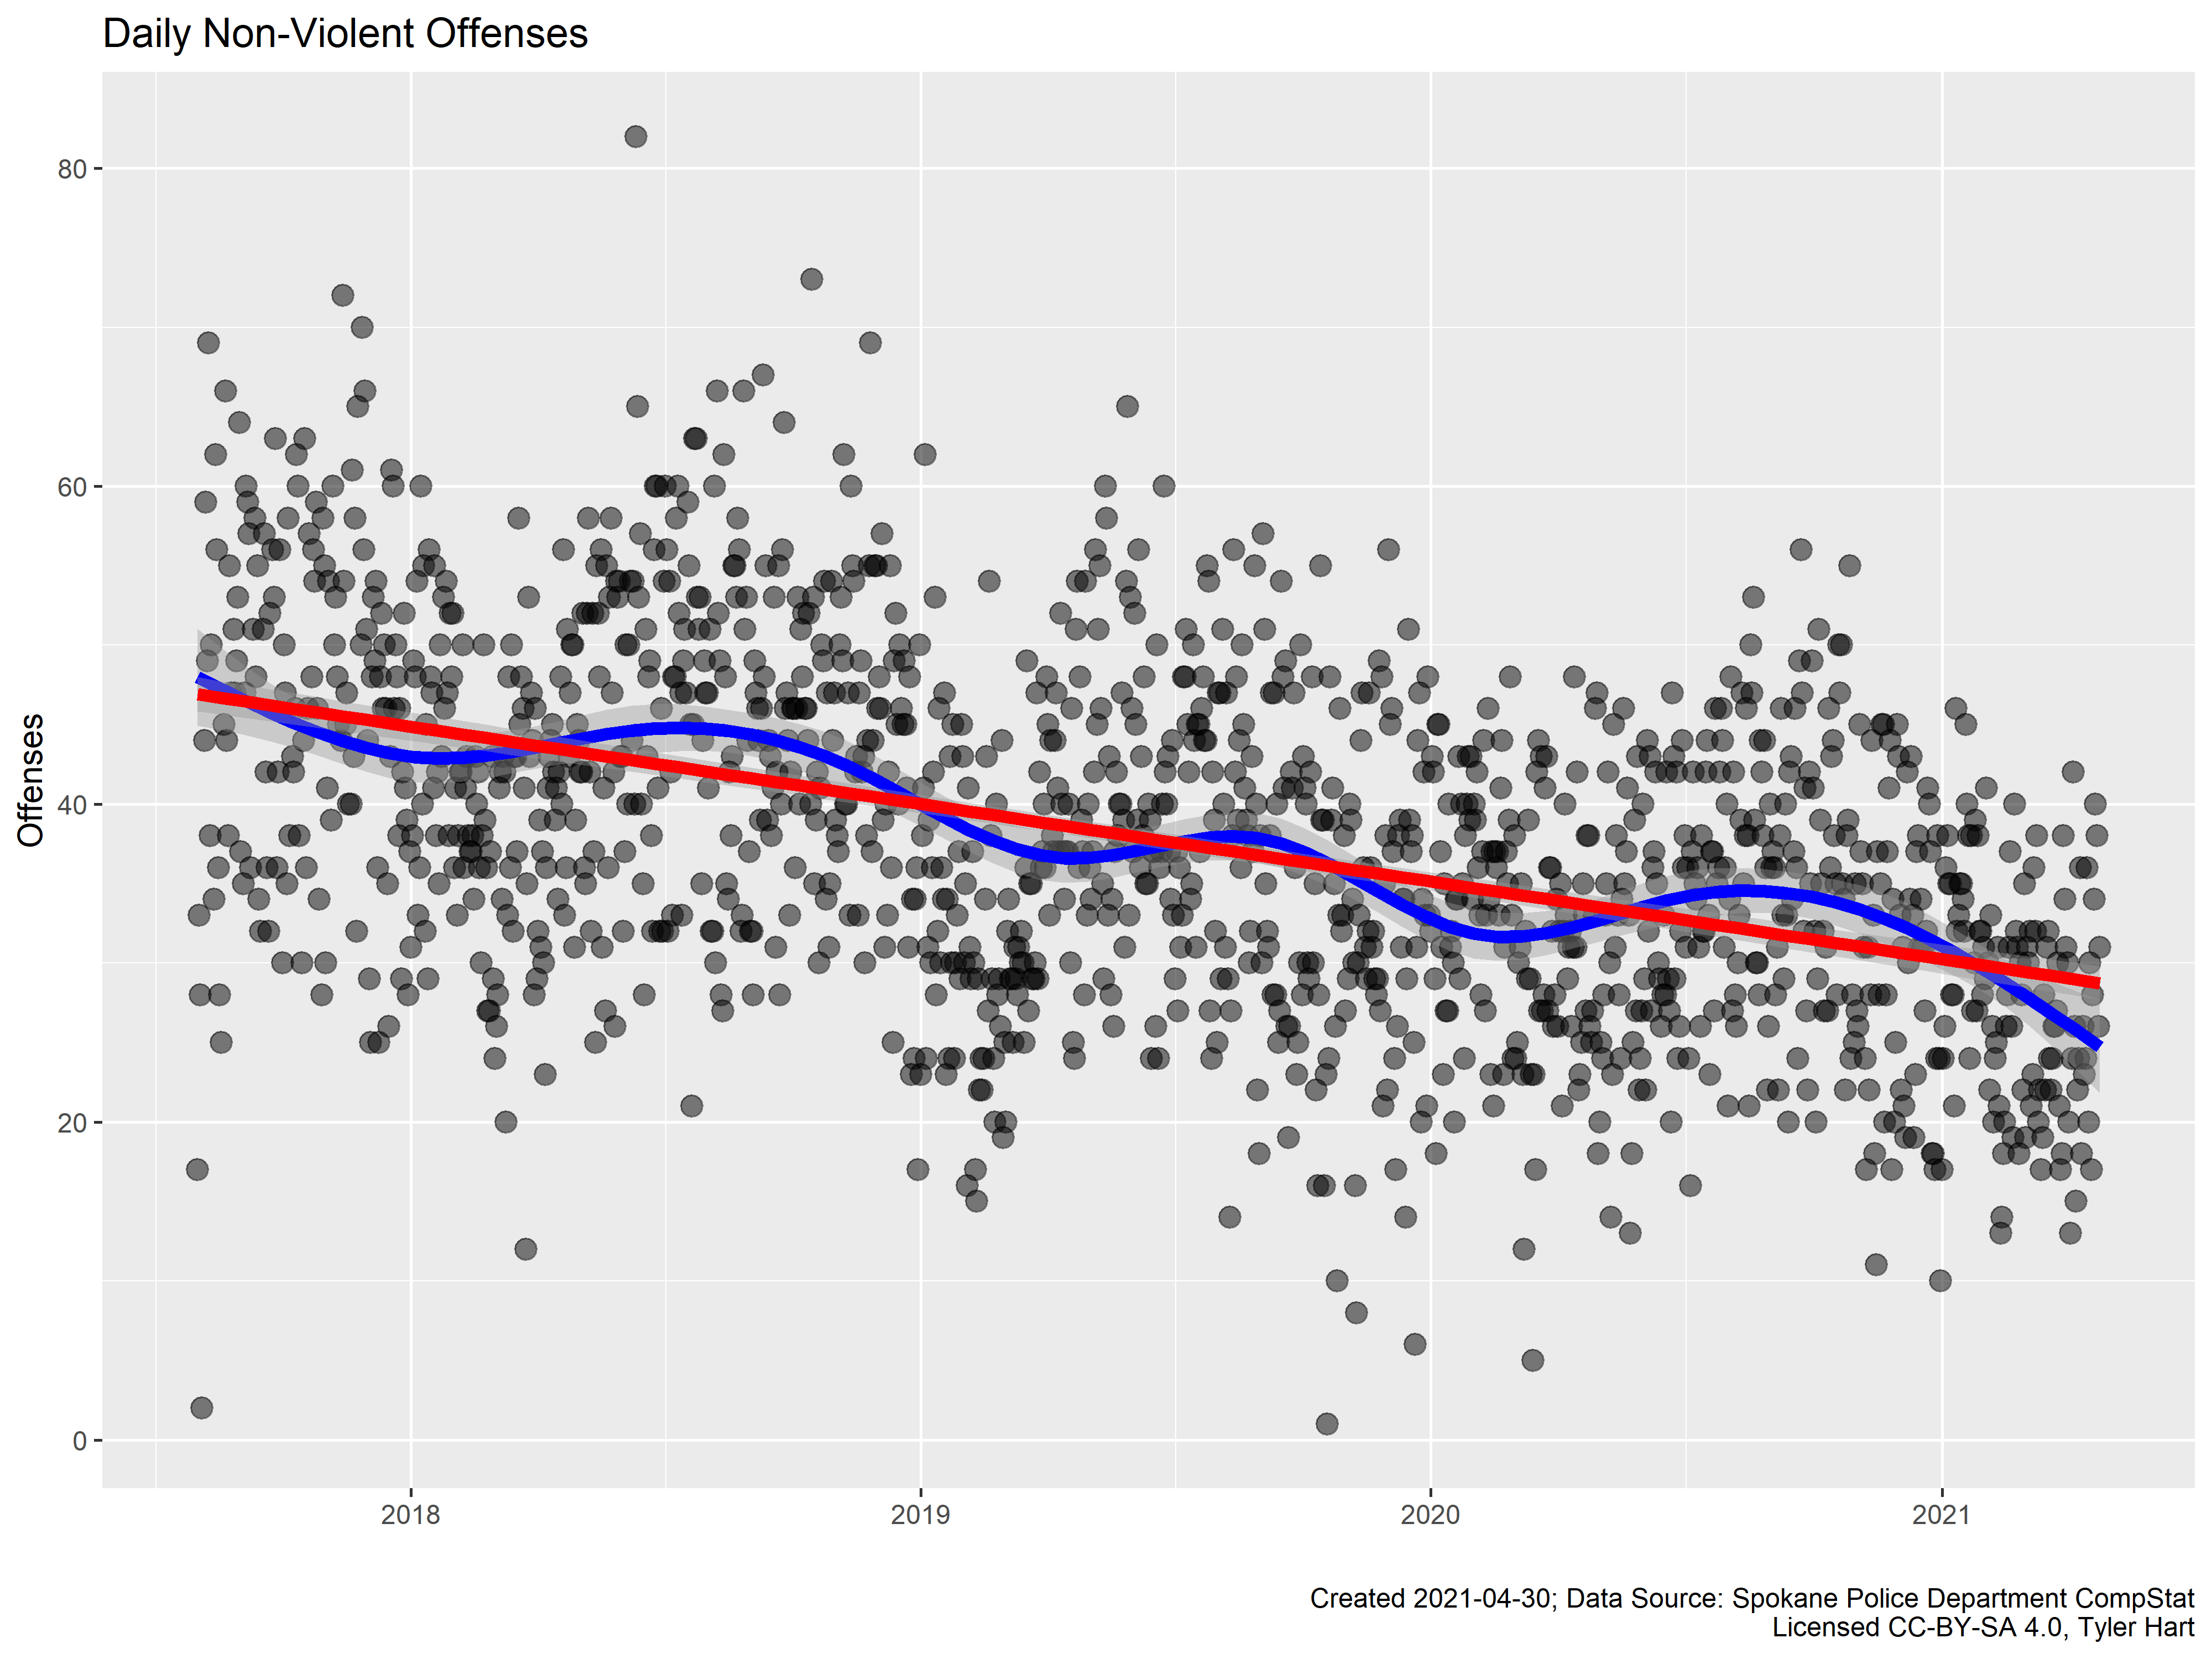 Daily Non-Violent Offenses
Offenses
80
60
40
20
0
2018 2019 2020 2021
Created 2021-04-30; Data Source: Spokane Police Department CompStat
Licensed CC-BY-SA 4.0, Tyler Hart